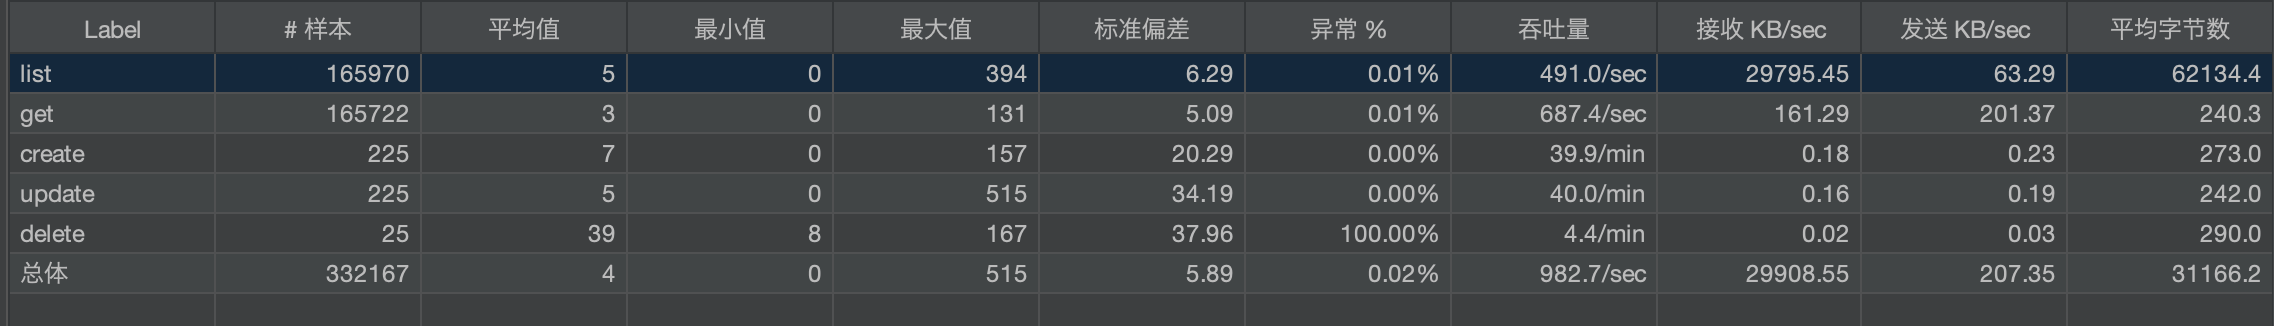 Label # 样本 平均值 最小值 最大值 标准偏差 异常 % 吞吐量 接收 KB/sec 发送 KB/sec 平均字节数
list 165970 5 0 394 6.29 0.01% 491.0/sec 29795.45 63.29 62134.4
get 165722 3 0 131 5.09 0.01% 687.4/sec 161.29 201.37 240.3
create 225 7 0 157 20.29 0.00% 39.9/min 0.18 0.23 273.0
update 225 5 0 515 34.19 0.00% 40.0/min 0.16 0.19 242.0
delete 25 39 8 167 37.96 100.00% 4.4/min 0.02 0.03 290.0
总体 332167 4 0 515 5.89 0.02% 982.7/sec 29908.55 207.35 31166.2